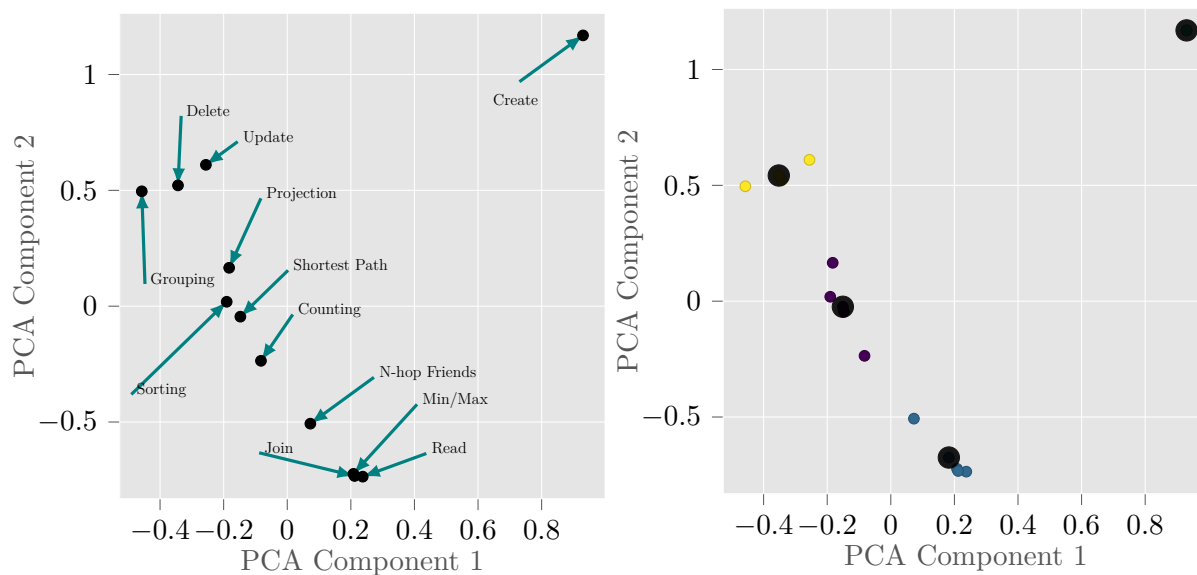 Create
Delete
Update
Projection
Grouping
Shortest Path
Counting
Sorting
N-hop Friends
Min/Max
Join
Read
1
0.5
0
−0.5
−0.4
−0.2
0
0.2
0.4
0.6
0.8
PCA Component 1
PCA Component 2
1
0.5
0
−0.5
−0.4
−0.2
0
0.2
0.4
0.6
0.8
PCA Component 1
PCA Component 2